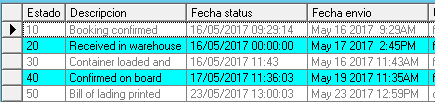 Estado Descripcion Fecha status Fecha envio
10 Booking confirmed 16/05/2017 09:29:14 May 16 2017 9:29AM
20 Received in warehouse 16/05/2017 00:00:00 May 17 2017 2:45PM
30 Container loaded and 16/05/2017 11:43 May 16 2017 11:43AM
40 Confirmed on board 17/05/2017 11:36:03 May 19 2017 11:35AM
50 Bill of lading printed 23/05/2017 13:00:03 May 23 2017 12:59PM